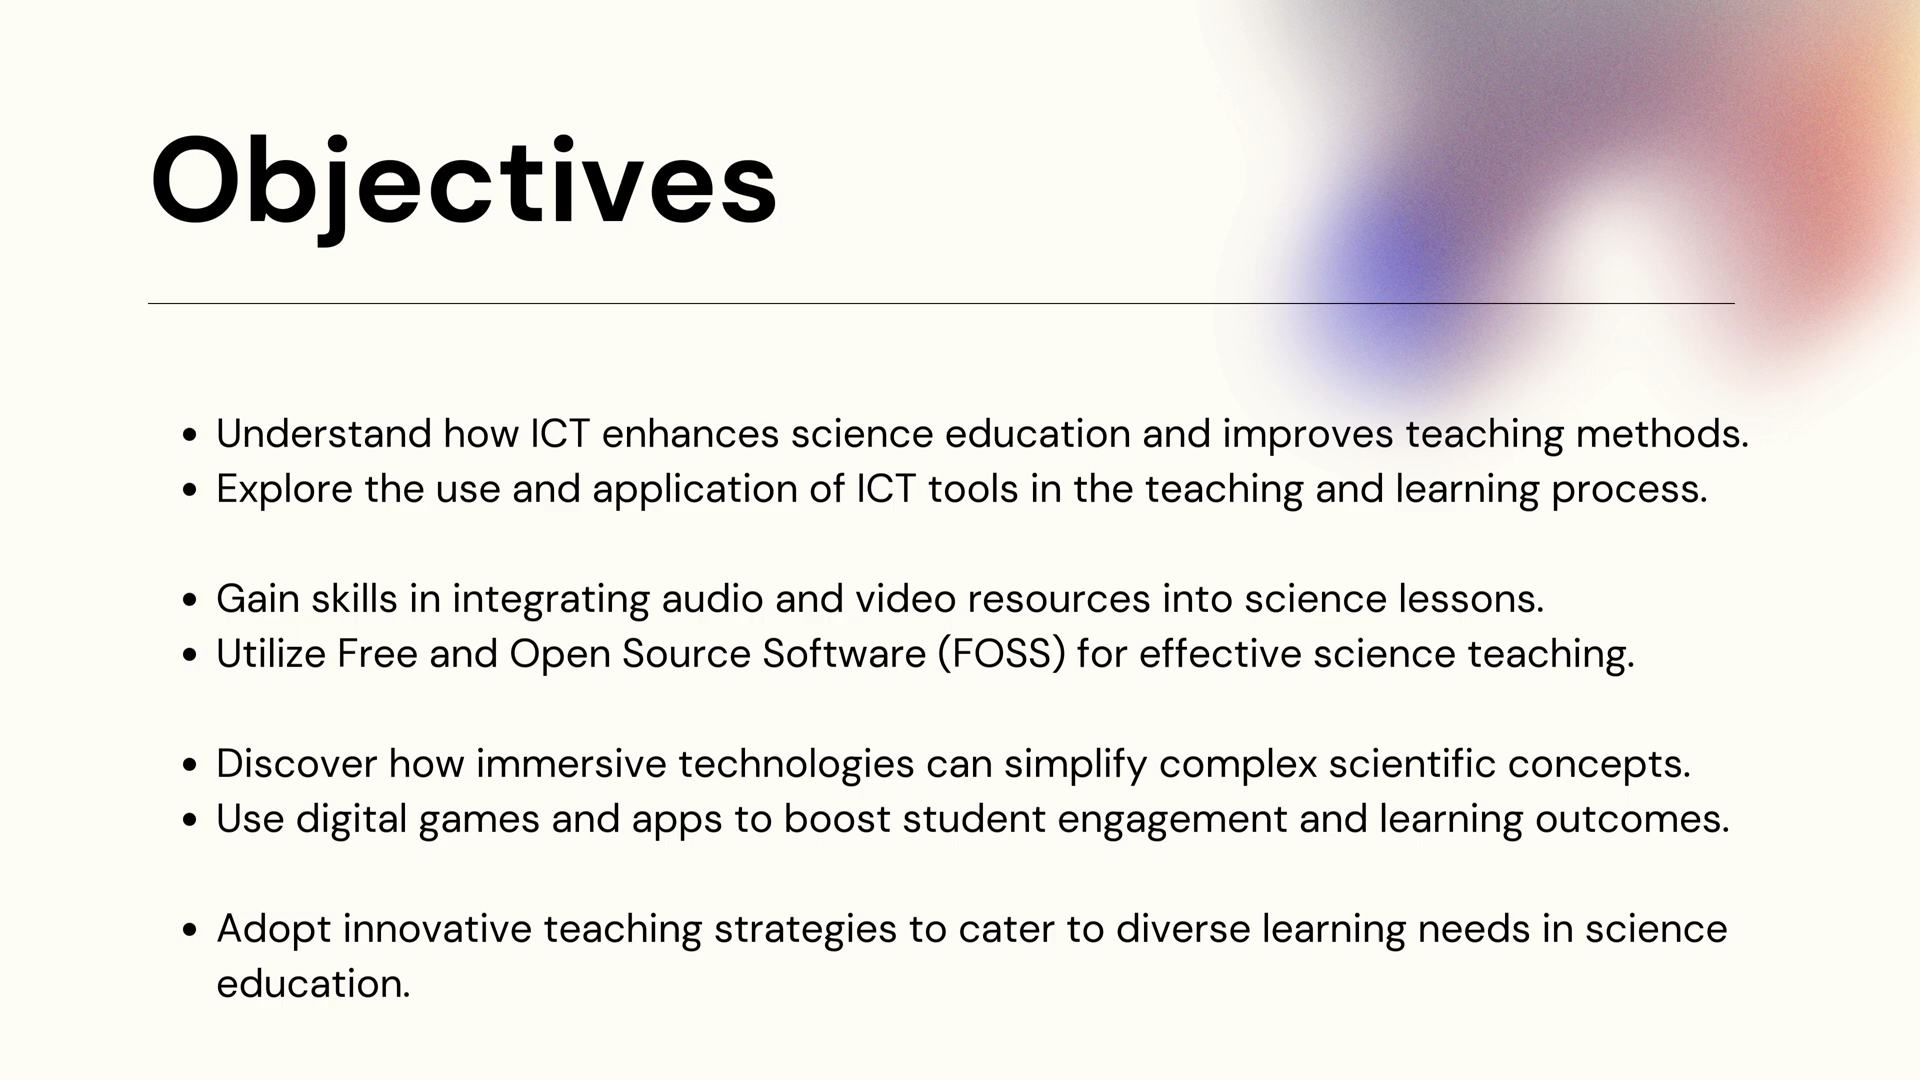 Objectives
• Understand how ICT enhances science education and improves teaching methods.
• Explore the use and application of ICT tools in the teaching and learning process.
• Gain skills in integrating audio and video resources into science lessons.
• Utilize Free and Open Source Software (FOSS) for effective science teaching.
• Discover how immersive technologies can simplify complex scientific concepts.
• Use digital games and apps to boost student engagement and learning outcomes.
• Adopt innovative teaching strategies to cater to diverse learning needs in science
education.